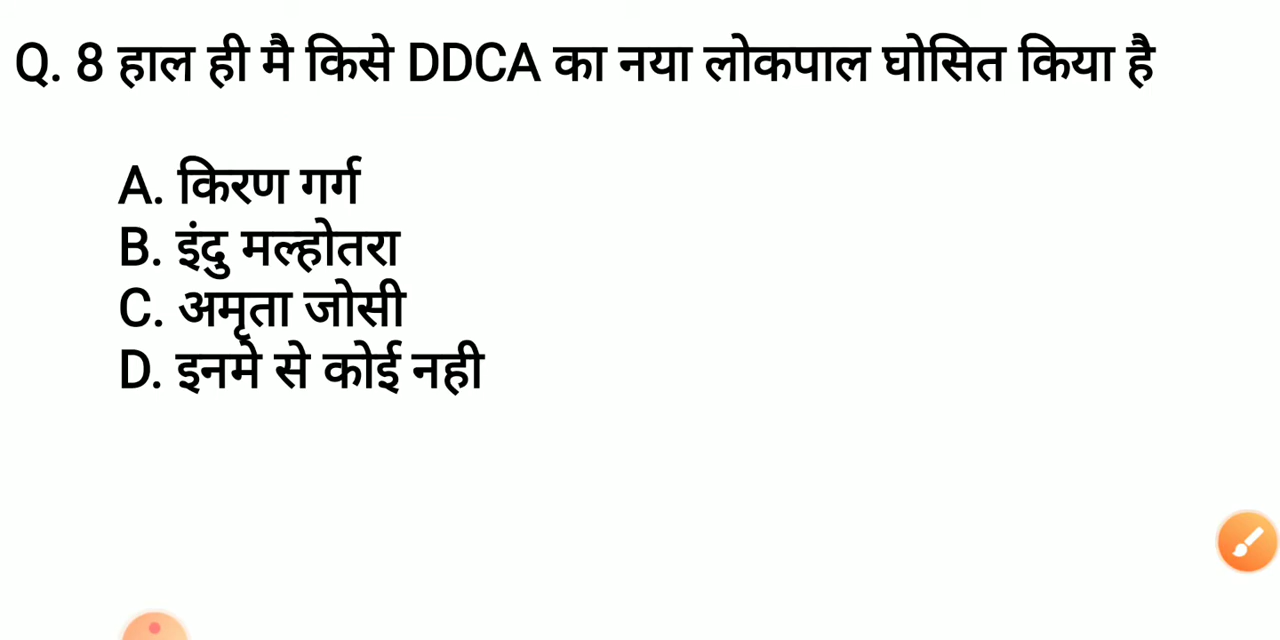 Q. 8 हाल ही मै किसे DDCA का नया लोकपाल घोसित किया है
A. किरण गर्ग
B. इंदु मल्होतरा
C. अमृता जोसी
D. इनमे से कोई नही